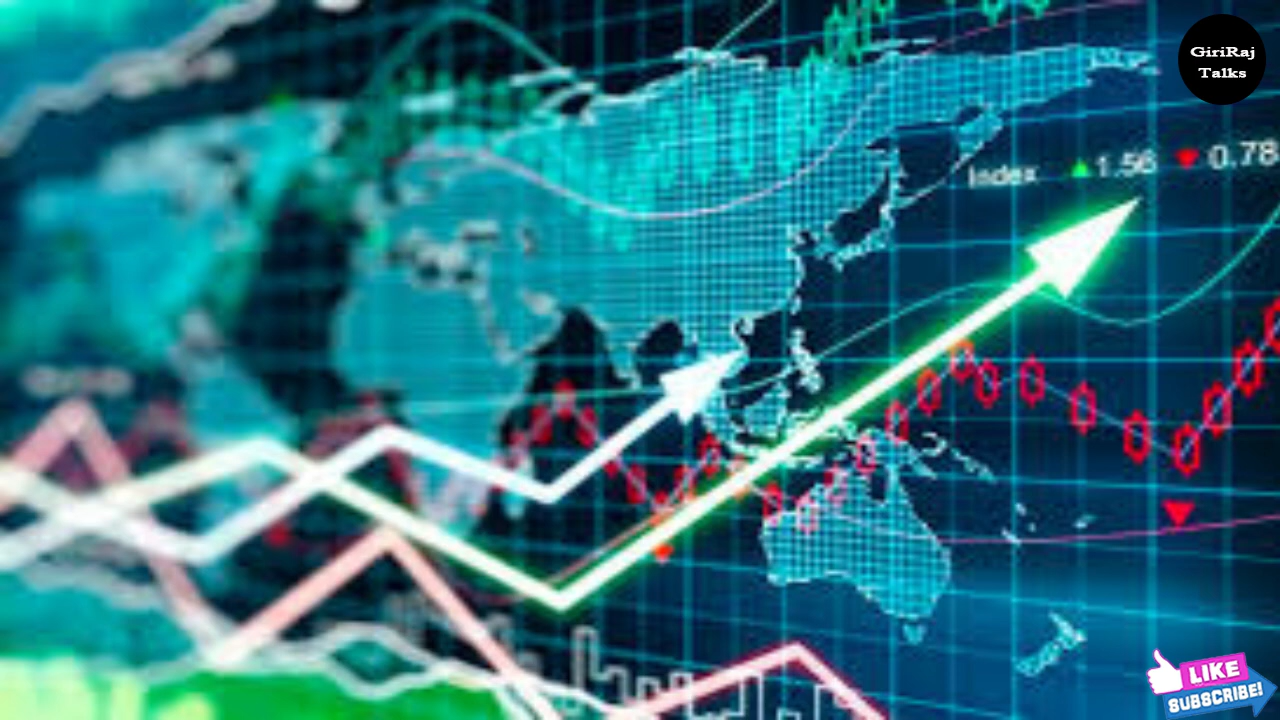 GiriRaj
Talks
Index ▲1.56 ▼0.78
LIKE
SUBSCRIBE!